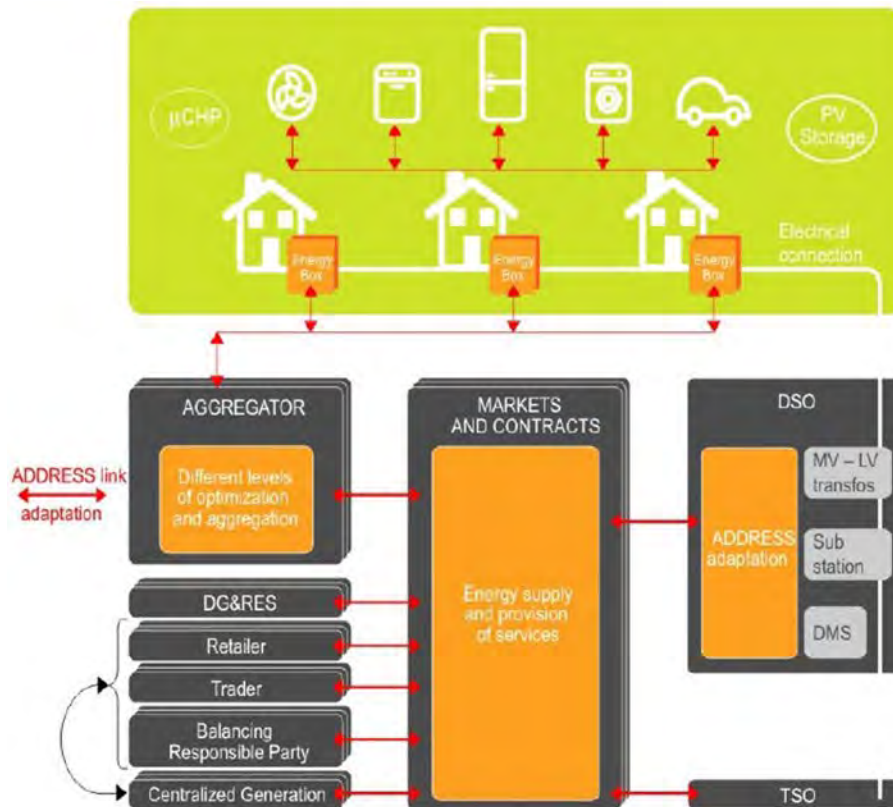 μCHP
PV
Storage
Energy
Box
Energy
Box
Energy
Box
Electrical
connection
AGGREGATOR
Different levels
of optimization
and aggregation
MARKETS
AND CONTRACTS
Energy supply
and provision
of services
DSO
ADDRESS
adaptation
MV – LV
transfos
Sub
station
DMS
ADDRESS link
adaptation
DG&RES
Retailer
Trader
Balancing
Responsible Party
Centralized Generation
TSO